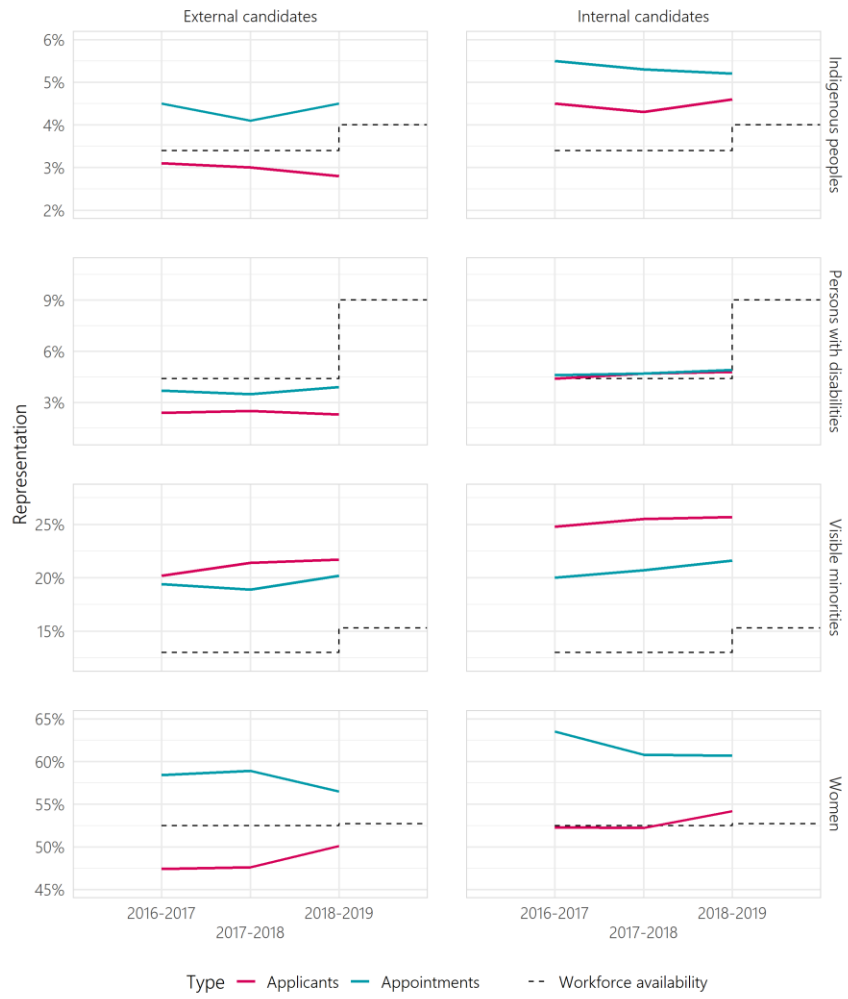 External candidates
Internal candidates
6%
5%
4%
3%
2%
Indigenous peoples
9%
6%
3%
Persons with disabilities
Representation
25%
20%
15%
Visible minorities
65%
60%
55%
50%
45%
Women
2016-2017
2017-2018
2018-2019
2016-2017
2017-2018
2018-2019
Type Applicants Appointments Workforce availability